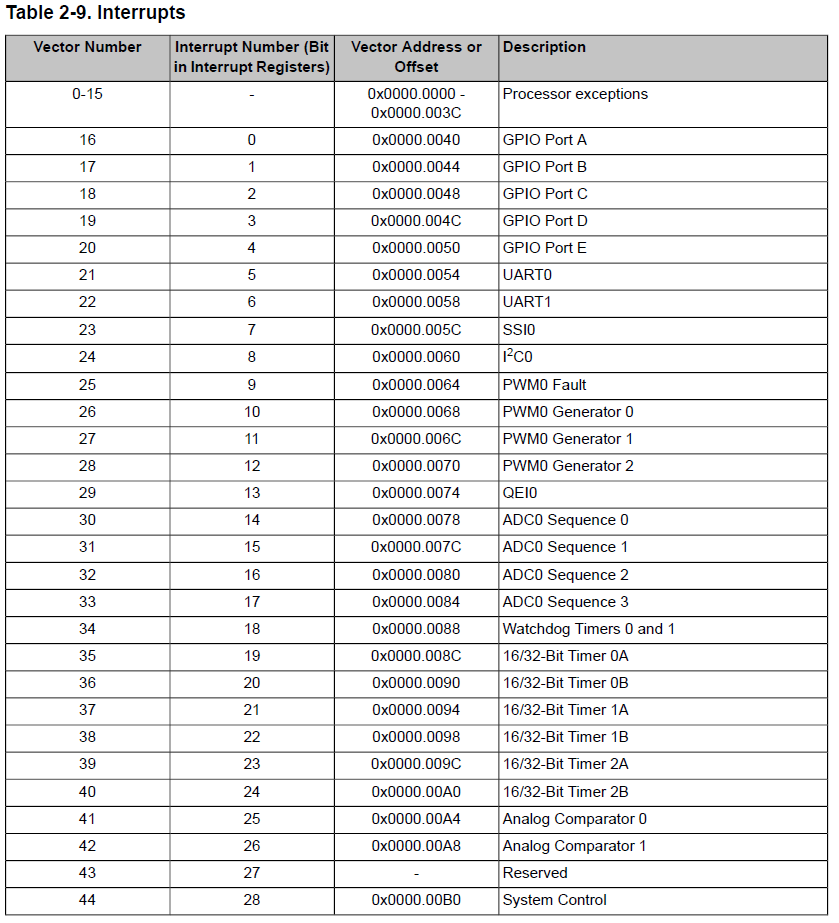 Table 2-9. Interrupts
Vector Number Interrupt Number (Bit in Interrupt Registers) Vector Address or Offset Description
0-15 - 0x0000.0000 - 0x0000.003C Processor exceptions
16 0 0x0000.0040 GPIO Port A
17 1 0x0000.0044 GPIO Port B
18 2 0x0000.0048 GPIO Port C
19 3 0x0000.004C GPIO Port D
20 4 0x0000.0050 GPIO Port E
21 5 0x0000.0054 UART0
22 6 0x0000.0058 UART1
23 7 0x0000.005C SSI0
24 8 0x0000.0060 I²C0
25 9 0x0000.0064 PWM0 Fault
26 10 0x0000.0068 PWM0 Generator 0
27 11 0x0000.006C PWM0 Generator 1
28 12 0x0000.0070 PWM0 Generator 2
29 13 0x0000.0074 QEI0
30 14 0x0000.0078 ADC0 Sequence 0
31 15 0x0000.007C ADC0 Sequence 1
32 16 0x0000.0080 ADC0 Sequence 2
33 17 0x0000.0084 ADC0 Sequence 3
34 18 0x0000.0088 Watchdog Timers 0 and 1
35 19 0x0000.008C 16/32-Bit Timer 0A
36 20 0x0000.0090 16/32-Bit Timer 0B
37 21 0x0000.0094 16/32-Bit Timer 1A
38 22 0x0000.0098 16/32-Bit Timer 1B
39 23 0x0000.009C 16/32-Bit Timer 2A
40 24 0x0000.00A0 16/32-Bit Timer 2B
41 25 0x0000.00A4 Analog Comparator 0
42 26 0x0000.00A8 Analog Comparator 1
43 27 - Reserved
44 28 0x0000.00B0 System Control